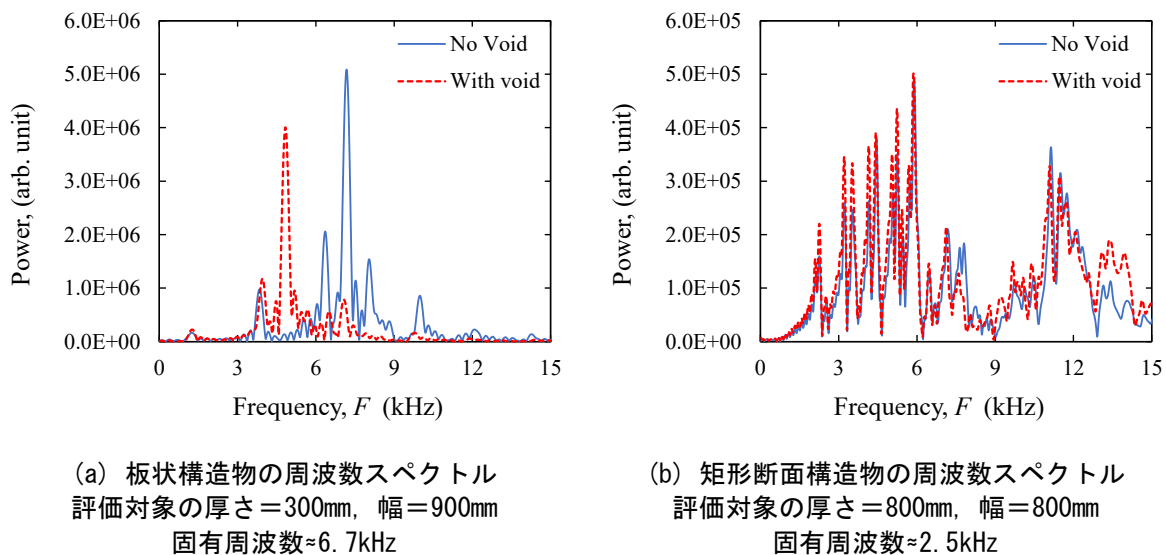 6.0E+06
5.0E+06
4.0E+06
3.0E+06
2.0E+06
1.0E+06
0.0E+00
Power, (arb. unit)
No Void
With void
0 3 6 9 12 15
Frequency, F (kHz)
(a) 板状構造物の周波数スペクトル
評価対象の厚さ=300mm, 幅=900mm
固有周波数≈6.7kHz
6.0E+05
5.0E+05
4.0E+05
3.0E+05
2.0E+05
1.0E+05
0.0E+00
Power, (arb. unit)
No Void
With void
0 3 6 9 12 15
Frequency, F (kHz)
(b) 矩形断面構造物の周波数スペクトル
評価対象の厚さ=800mm, 幅=800mm
固有周波数≈2.5kHz